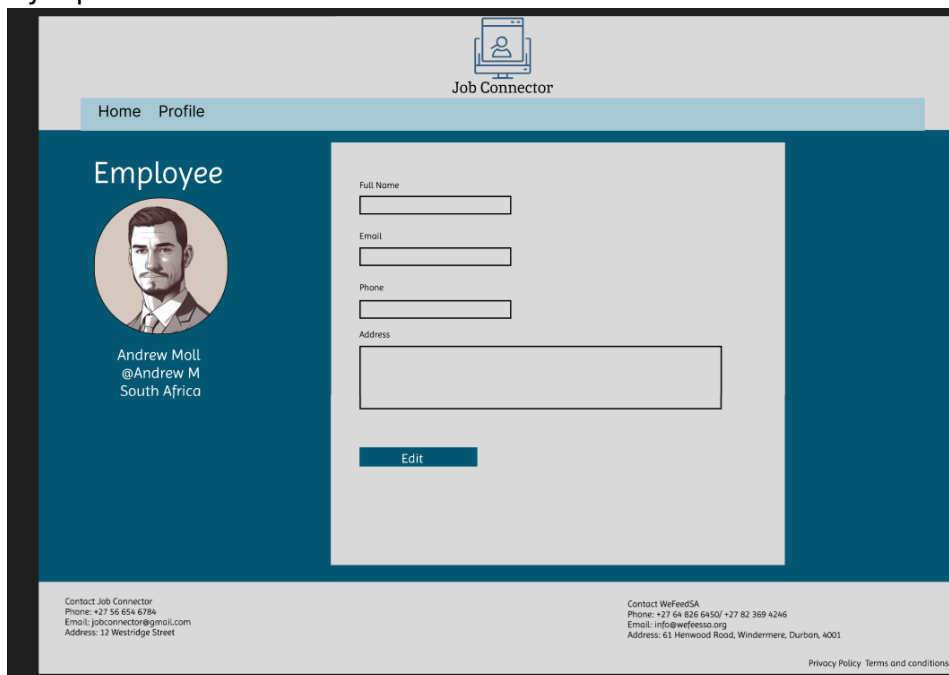 Job Connector
Home Profile
Employee
Andrew Moll
@Andrew M
South Africa
Full Name
Email
Phone
Address
Edit
Contact Job Connector
Phone: +27 56 654 6784
Email: jobconnector@gmail.com
Address: 12 Westridge Street
Contact WeFeedSA
Phone: +27 64 826 6450/ +27 82 369 4246
Email: info@wefeessa.org
Address: 61 Henwood Road, Windermere, Durban, 4001
Privacy Policy Terms and conditions